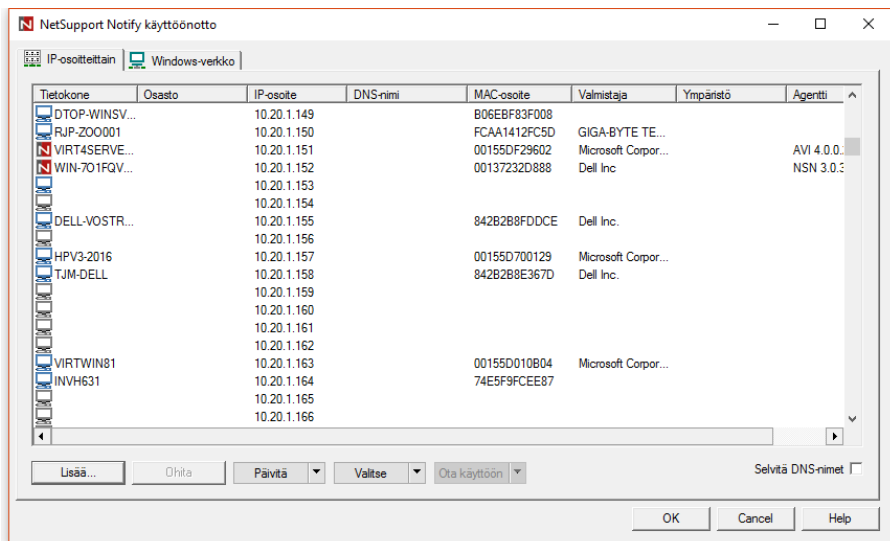 NetSupport Notify käyttöönotto
IP-osoitteittain Windows-verkko
Tietokone Osasto IP-osoite DNS-nimi MAC-osoite Valmistaja Ympäristö Agentti
DTOP-WINSV... 10.20.1.149 B06EBF83F008
RJP-ZOO001 10.20.1.150 FCAA1412FC5D GIGA-BYTE TE...
VIRT4SERVE... 10.20.1.151 00155DF29602 Microsoft Corpor... AVI 4.0.0.
WIN-7O1FQV... 10.20.1.152 00137232D888 Dell Inc NSN 3.0.3
10.20.1.153
10.20.1.154
DELL-VOSTR... 10.20.1.155 842B2B8FDDCE Dell Inc.
10.20.1.156
HPV3-2016 10.20.1.157 00155D700129 Microsoft Corpor...
TJM-DELL 10.20.1.158 842B2B8E367D Dell Inc.
10.20.1.159
10.20.1.160
10.20.1.161
10.20.1.162
VIRTWIN81 10.20.1.163 00155D010B04 Microsoft Corpor...
INVH631 10.20.1.164 74E5F9FCEE87
10.20.1.165
10.20.1.166
Lisää... Ohita Päivitä Valitse Ota käyttöön Selvitä DNS-nimet
OK Cancel Help